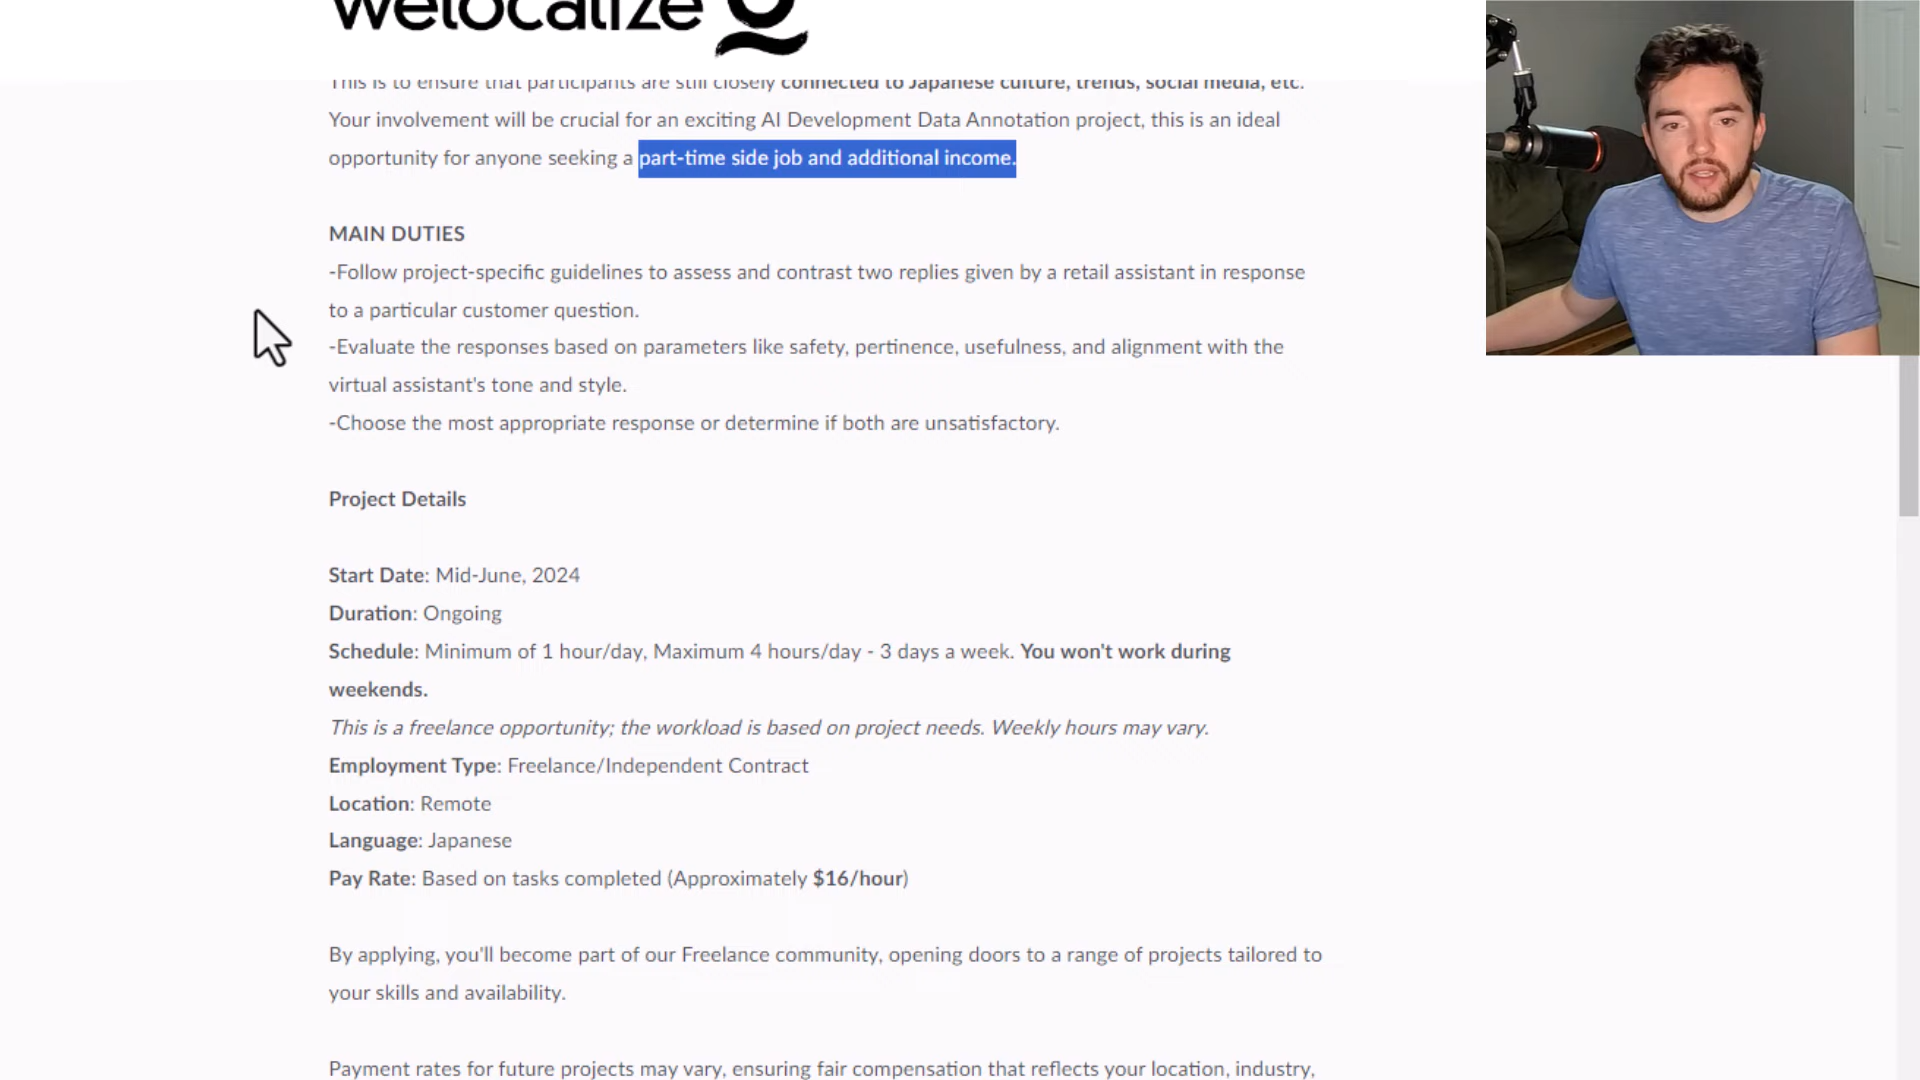 welocalize
This is to ensure that participants are still closely connected to Japanese culture, trends, social media, etc.
Your involvement will be crucial for an exciting AI Development Data Annotation project, this is an ideal
opportunity for anyone seeking a part-time side job and additional income.
MAIN DUTIES
-Follow project-specific guidelines to assess and contrast two replies given by a retail assistant in response
to a particular customer question.
-Evaluate the responses based on parameters like safety, pertinence, usefulness, and alignment with the
virtual assistant's tone and style.
-Choose the most appropriate response or determine if both are unsatisfactory.
Project Details
Start Date: Mid-June, 2024
Duration: Ongoing
Schedule: Minimum of 1 hour/day, Maximum 4 hours/day - 3 days a week. You won't work during
weekends.
This is a freelance opportunity; the workload is based on project needs. Weekly hours may vary.
Employment Type: Freelance/Independent Contract
Location: Remote
Language: Japanese
Pay Rate: Based on tasks completed (Approximately $16/hour)
By applying, you'll become part of our Freelance community, opening doors to a range of projects tailored to
your skills and availability.
Payment rates for future projects may vary, ensuring fair compensation that reflects your location, industry,